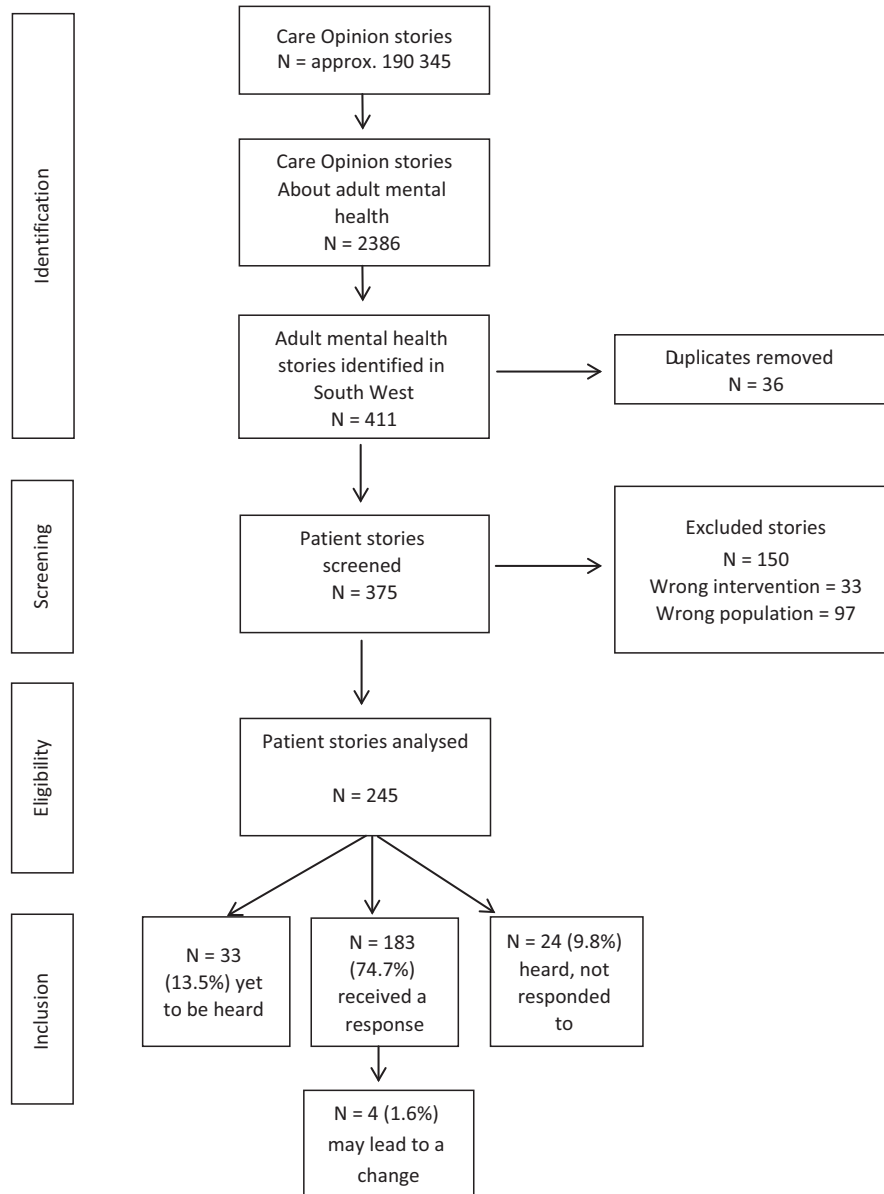 Identification
Care Opinion stories
N = approx. 190 345
Care Opinion stories
About adult mental
health
N = 2386
Adult mental health
stories identified in
South West
N = 411
Duplicates removed
N = 36
Screening
Patient stories
screened
N = 375
Excluded stories
N = 150
Wrong intervention = 33
Wrong population = 97
Eligibility
Patient stories analysed
N = 245
Inclusion
N = 33
(13.5%) yet
to be heard
N = 183
(74.7%)
received a
response
N = 24 (9.8%)
heard, not
responded
to
N = 4 (1.6%)
may lead to a
change